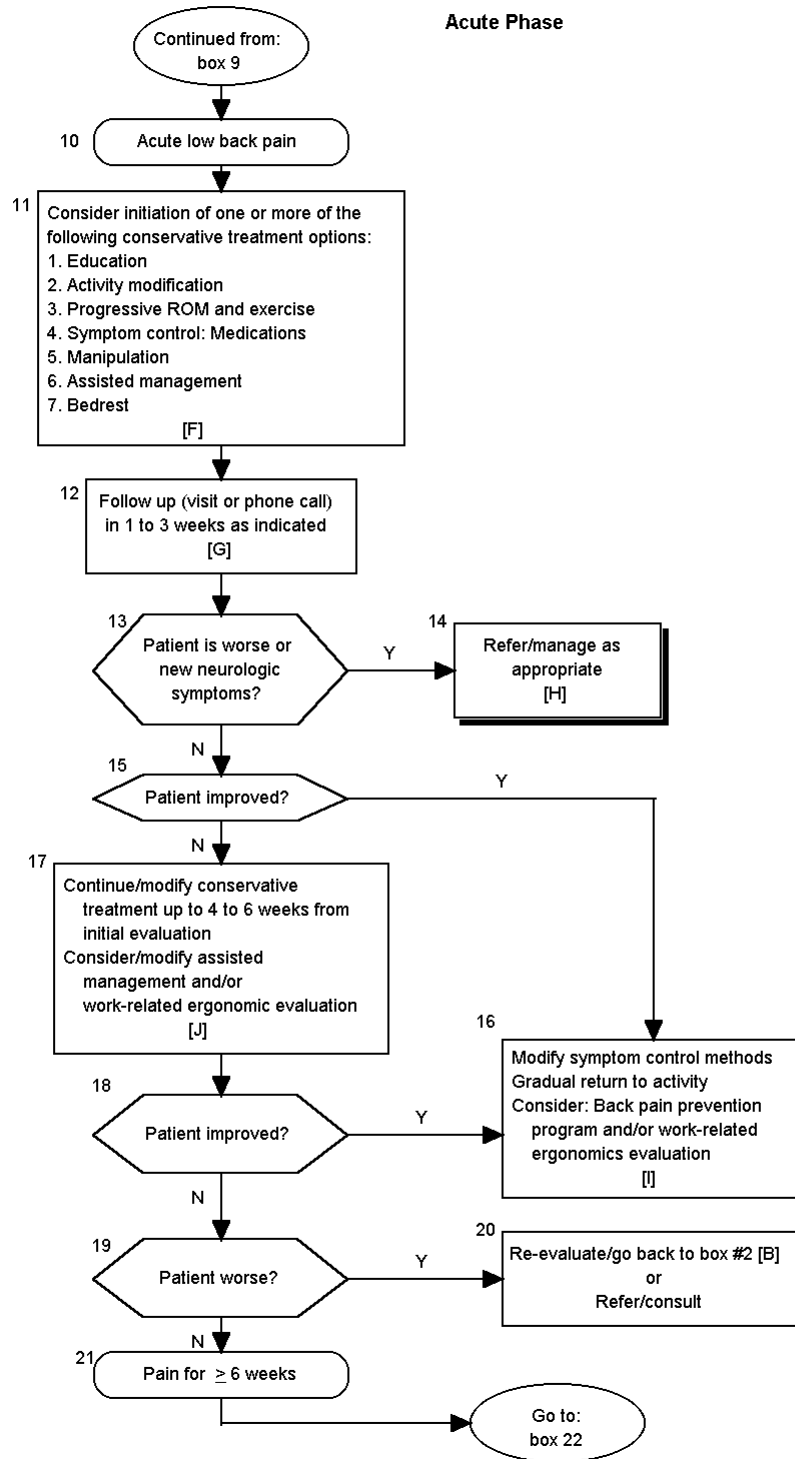 Acute Phase
Continued from:
box 9
10
Acute low back pain
11
Consider initiation of one or more of the
following conservative treatment options:
1. Education
2. Activity modification
3. Progressive ROM and exercise
4. Symptom control: Medications
5. Manipulation
6. Assisted management
7. Bedrest
[F]
12
Follow up (visit or phone call)
in 1 to 3 weeks as indicated
[G]
13
Patient is worse or
new neurologic
symptoms?
Y
14
Refer/manage as
appropriate
[H]
N
15
Patient improved?
Y
N
17
Continue/modify conservative
treatment up to 4 to 6 weeks from
initial evaluation
Consider/modify assisted
management and/or
work-related ergonomic evaluation
[J]
16
Modify symptom control methods
Gradual return to activity
Consider: Back pain prevention
program and/or work-related
ergonomics evaluation
[I]
18
Patient improved?
Y
N
19
Patient worse?
Y
20
Re-evaluate/go back to box #2 [B]
or
Refer/consult
N
21
Pain for ≥ 6 weeks
Go to:
box 22